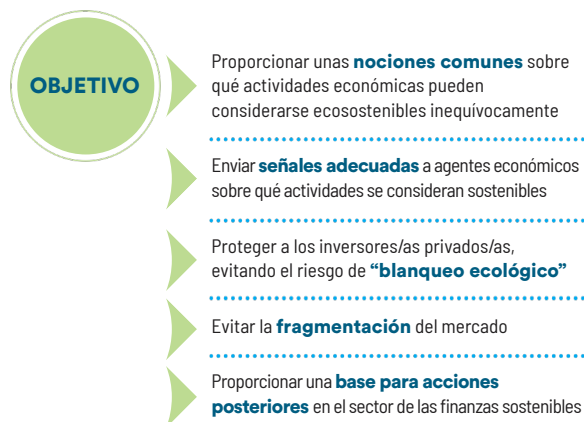 OBJETIVO
Proporcionar unas nociones comunes sobre
qué actividades económicas pueden
considerarse ecosostenibles inequívocamente
Enviar señales adecuadas a agentes económicos
sobre qué actividades se consideran sostenibles
Proteger a los inversores/as privados/as,
evitando el riesgo de “blanqueo ecológico”
Evitar la fragmentación del mercado
Proporcionar una base para acciones
posteriores en el sector de las finanzas sostenibles